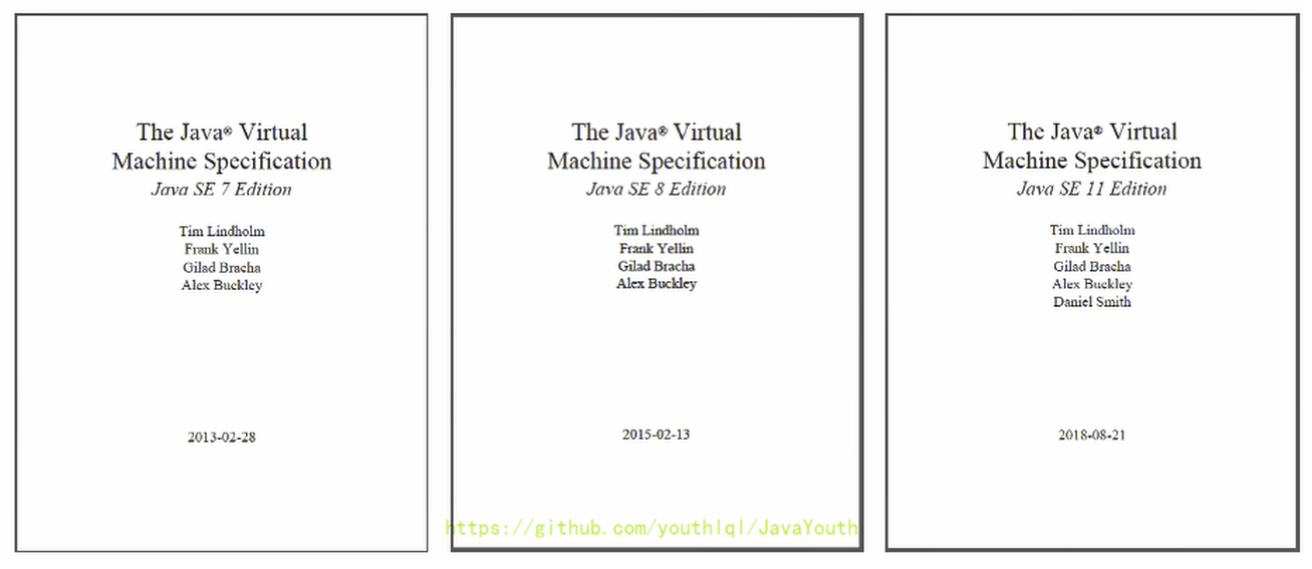 The Java® Virtual
Machine Specification
Java SE 7 Edition
Tim Lindholm
Frank Yellin
Gilad Bracha
Alex Buckley
2013-02-28
The Java® Virtual
Machine Specification
Java SE 8 Edition
Tim Lindholm
Frank Yellin
Gilad Bracha
Alex Buckley
2015-02-13
https://github.com/youthlql/JavaYouth
The Java® Virtual
Machine Specification
Java SE 11 Edition
Tim Lindholm
Frank Yellin
Gilad Bracha
Alex Buckley
Daniel Smith
2018-08-21